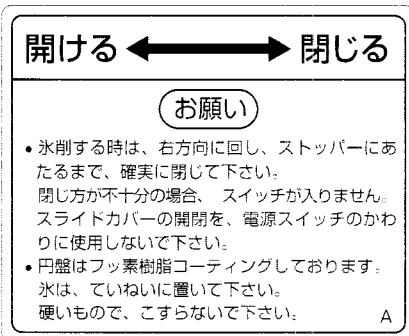 開ける ⟷ 閉じる
お願い
• 氷削する時は、右方向に回し、ストッパーにあ
たるまで、確実に閉じて下さい。
閉じ方が不十分の場合、 スイッチが入りません。
スライドカバーの開閉を、電源スイッチのかわ
りに使用しないで下さい。
• 円盤はフッ素樹脂コーティングしております。
氷は、ていねいに置いて下さい。
硬いもので、こすらないで下さい。 A